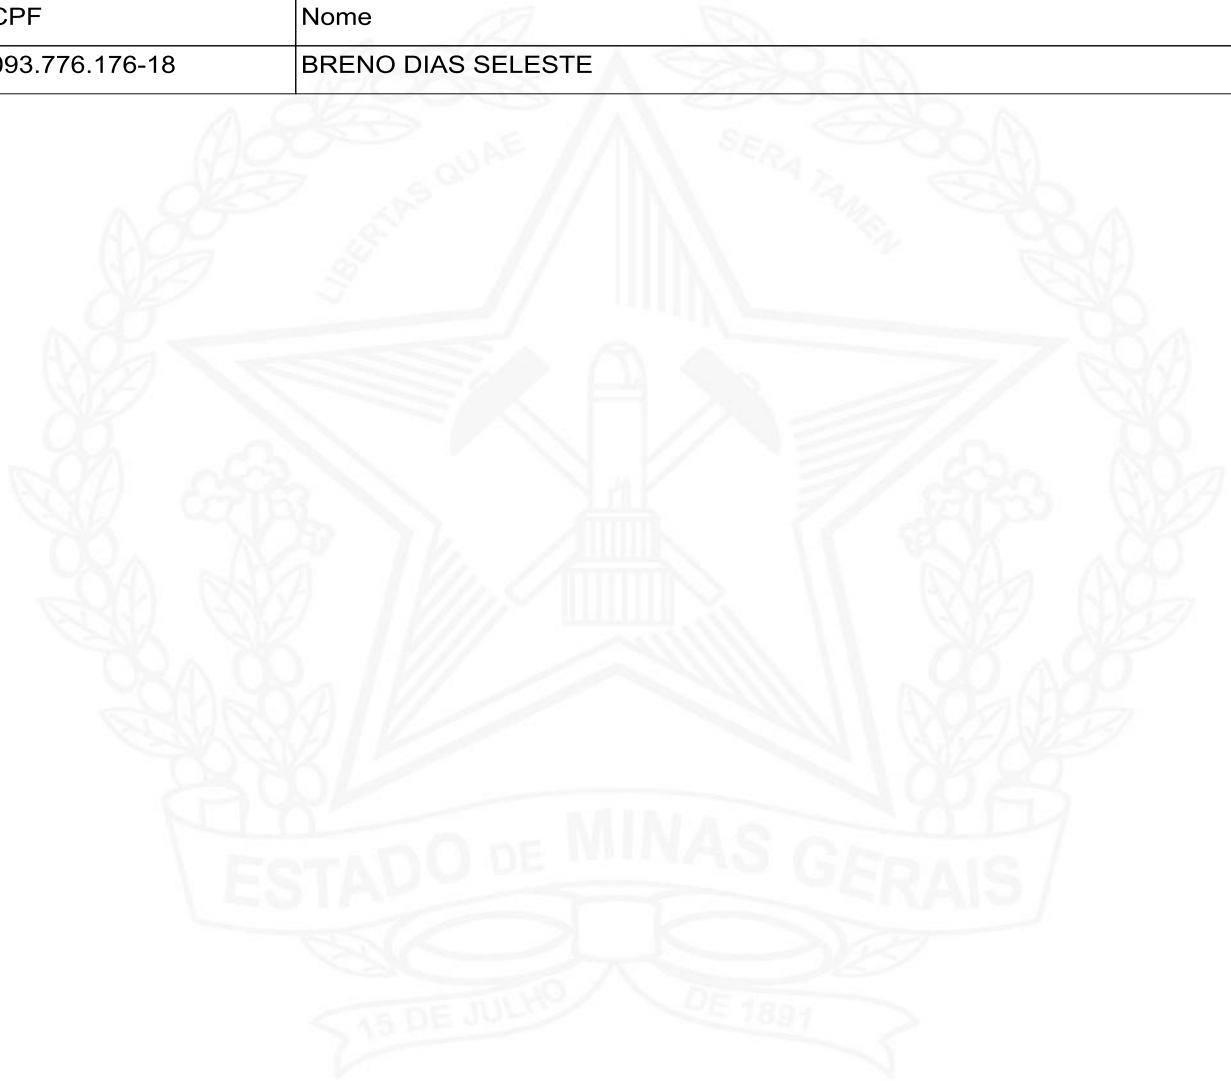 CPF Nome
093.776.176-18 BRENO DIAS SELESTE
LIBERTAS QUAE SERA TAMEN
ESTADO DE MINAS GERAIS
15 DE JULHO DE 1891